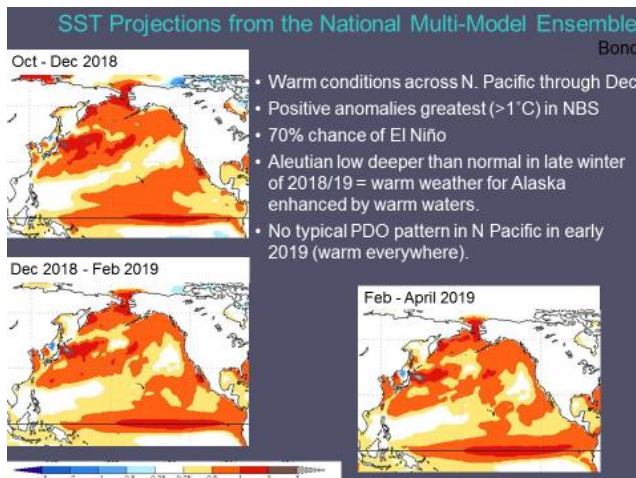 SST Projections from the National Multi-Model Ensemble
Bond
Oct - Dec 2018
• Warm conditions across N. Pacific through Dec
• Positive anomalies greatest (>1°C) in NBS
• 70% chance of El Niño
• Aleutian low deeper than normal in late winter
of 2018/19 = warm weather for Alaska
enhanced by warm waters.
• No typical PDO pattern in N Pacific in early
2019 (warm everywhere).
Dec 2018 - Feb 2019
Feb - April 2019